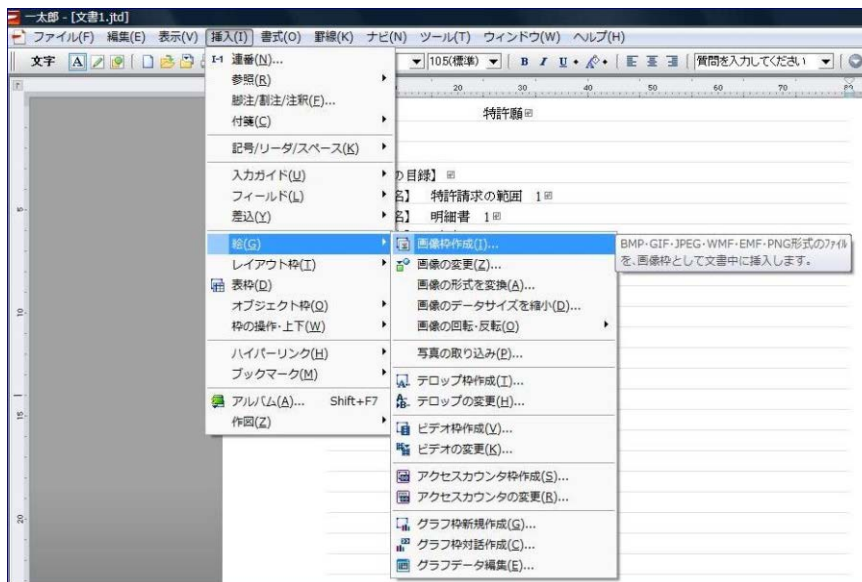 一太郎 - [文書1.jtd]
ファイル(F) 編集(E) 表示(V) 挿入(I) 書式(O) 罫線(K) ナビ(N) ツール(T) ウィンドウ(W) ヘルプ(H)
文字 A 10.5(標準) B I U 質問を入力してください
20 30 40 50 60 70
特許願
の目録】
名】 特許請求の範囲 1
名】 明細書 1
連番(N)...
参照(R)
脚注/割注/注釈(F)...
付箋(C)
記号/リーダ/スペース(K)
入力ガイド(U)
フィールド(L)
差込(Y)
絵(G)
レイアウト枠(T)
表枠(D)
オブジェクト枠(O)
枠の操作・上下(W)
ハイパーリンク(H)
ブックマーク(M)
アルバム(A)... Shift+F7
作図(Z)
画像枠作成(I)...
画像の変更(Z)...
画像の形式を変換(A)...
画像のデータサイズを縮小(D)...
画像の回転・反転(O)
写真の取り込み(P)...
テロップ枠作成(T)...
テロップの変更(H)...
ビデオ枠作成(V)...
ビデオの変更(K)...
アクセスカウンタ枠作成(S)...
アクセスカウンタの変更(R)...
グラフ枠新規作成(G)...
グラフ枠対話作成(C)...
グラフデータ編集(E)...
BMP・GIF・JPEG・WMF・EMF・PNG形式のファイル
を、画像枠として文書中に挿入します。